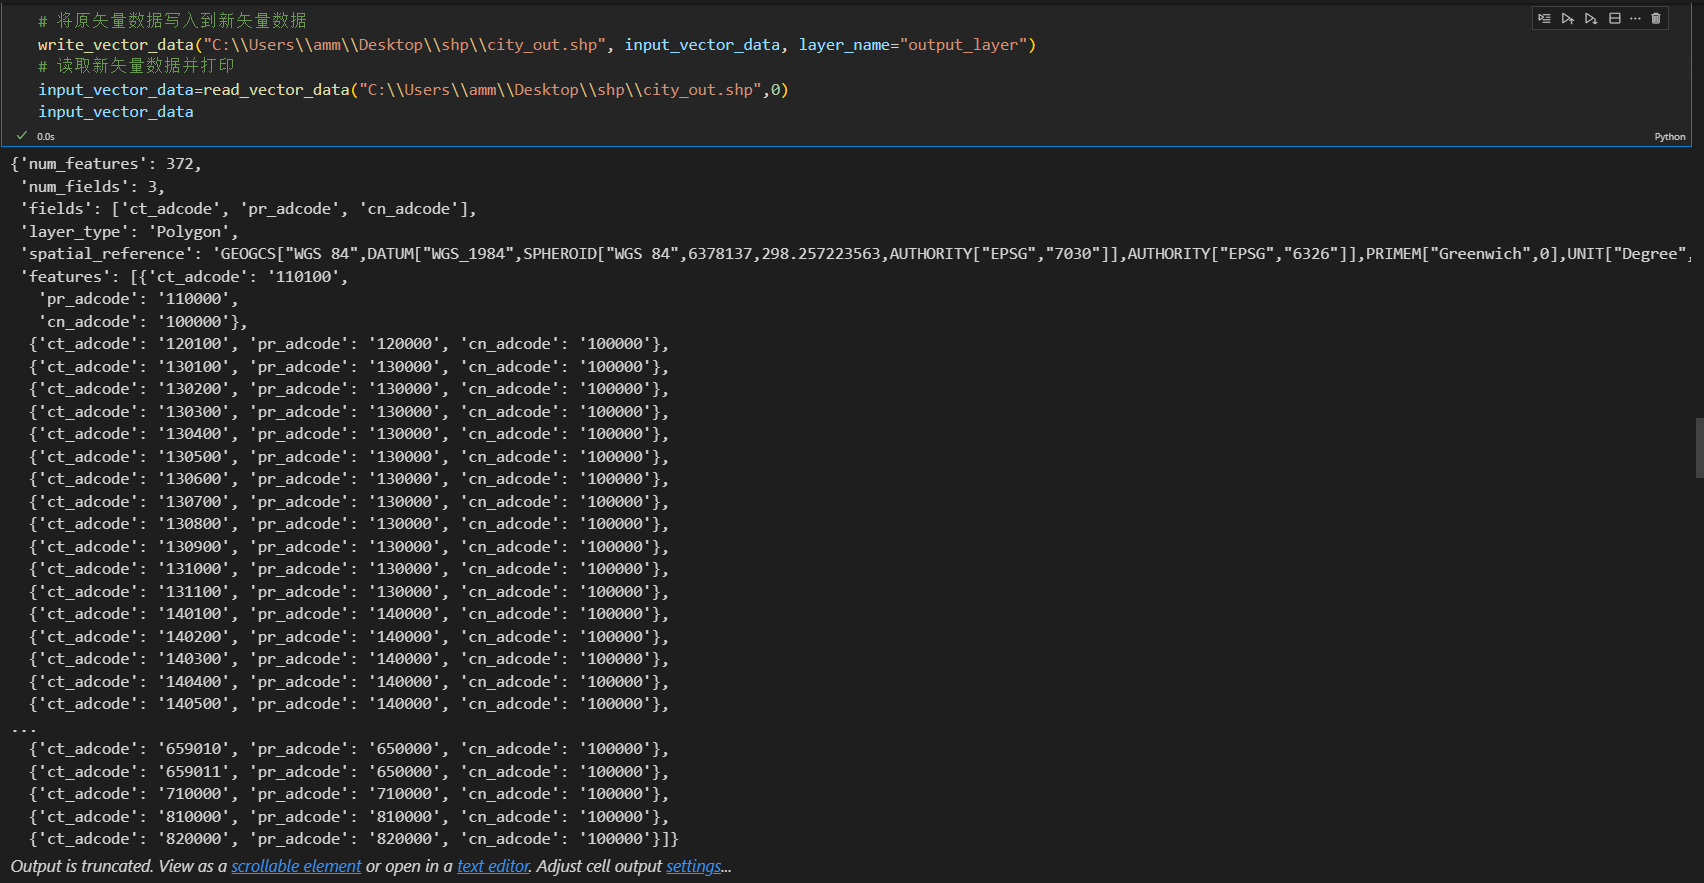 # 将原矢量数据写入到新矢量数据
write_vector_data("C:\\Users\\amm\\Desktop\\shp\\city_out.shp", input_vector_data, layer_name="output_layer")
# 读取新矢量数据并打印
input_vector_data=read_vector_data("C:\\Users\\amm\\Desktop\\shp\\city_out.shp",0)
input_vector_data
0.0s
Python
{'num_features': 372,
 'num_fields': 3,
 'fields': ['ct_adcode', 'pr_adcode', 'cn_adcode'],
 'layer_type': 'Polygon',
 'spatial_reference': 'GEOGCS["WGS 84",DATUM["WGS_1984",SPHEROID["WGS 84",6378137,298.257223563,AUTHORITY["EPSG","7030"]],AUTHORITY["EPSG","6326"]],PRIMEM["Greenwich",0],UNIT["Degree",
 'features': [{'ct_adcode': '110100',
   'pr_adcode': '110000',
   'cn_adcode': '100000'},
  {'ct_adcode': '120100', 'pr_adcode': '120000', 'cn_adcode': '100000'},
  {'ct_adcode': '130100', 'pr_adcode': '130000', 'cn_adcode': '100000'},
  {'ct_adcode': '130200', 'pr_adcode': '130000', 'cn_adcode': '100000'},
  {'ct_adcode': '130300', 'pr_adcode': '130000', 'cn_adcode': '100000'},
  {'ct_adcode': '130400', 'pr_adcode': '130000', 'cn_adcode': '100000'},
  {'ct_adcode': '130500', 'pr_adcode': '130000', 'cn_adcode': '100000'},
  {'ct_adcode': '130600', 'pr_adcode': '130000', 'cn_adcode': '100000'},
  {'ct_adcode': '130700', 'pr_adcode': '130000', 'cn_adcode': '100000'},
  {'ct_adcode': '130800', 'pr_adcode': '130000', 'cn_adcode': '100000'},
  {'ct_adcode': '130900', 'pr_adcode': '130000', 'cn_adcode': '100000'},
  {'ct_adcode': '131000', 'pr_adcode': '130000', 'cn_adcode': '100000'},
  {'ct_adcode': '131100', 'pr_adcode': '130000', 'cn_adcode': '100000'},
  {'ct_adcode': '140100', 'pr_adcode': '140000', 'cn_adcode': '100000'},
  {'ct_adcode': '140200', 'pr_adcode': '140000', 'cn_adcode': '100000'},
  {'ct_adcode': '140300', 'pr_adcode': '140000', 'cn_adcode': '100000'},
  {'ct_adcode': '140400', 'pr_adcode': '140000', 'cn_adcode': '100000'},
  {'ct_adcode': '140500', 'pr_adcode': '140000', 'cn_adcode': '100000'},
...
  {'ct_adcode': '659010', 'pr_adcode': '650000', 'cn_adcode': '100000'},
  {'ct_adcode': '659011', 'pr_adcode': '650000', 'cn_adcode': '100000'},
  {'ct_adcode': '710000', 'pr_adcode': '710000', 'cn_adcode': '100000'},
  {'ct_adcode': '810000', 'pr_adcode': '810000', 'cn_adcode': '100000'},
  {'ct_adcode': '820000', 'pr_adcode': '820000', 'cn_adcode': '100000'}]}
Output is truncated. View as a scrollable element or open in a text editor. Adjust cell output settings...